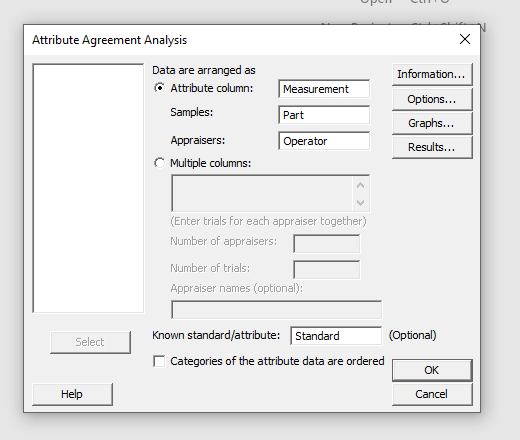 Open Ctrl+O
Attribute Agreement Analysis
Data are arranged as
Attribute column: Measurement
Samples: Part
Appraisers: Operator
Multiple columns:
(Enter trials for each appraiser together)
Number of appraisers:
Number of trials:
Appraiser names (optional):
Known standard/attribute: Standard (Optional)
Categories of the attribute data are ordered
Select
Information...
Options...
Graphs...
Results...
OK
Help
Cancel